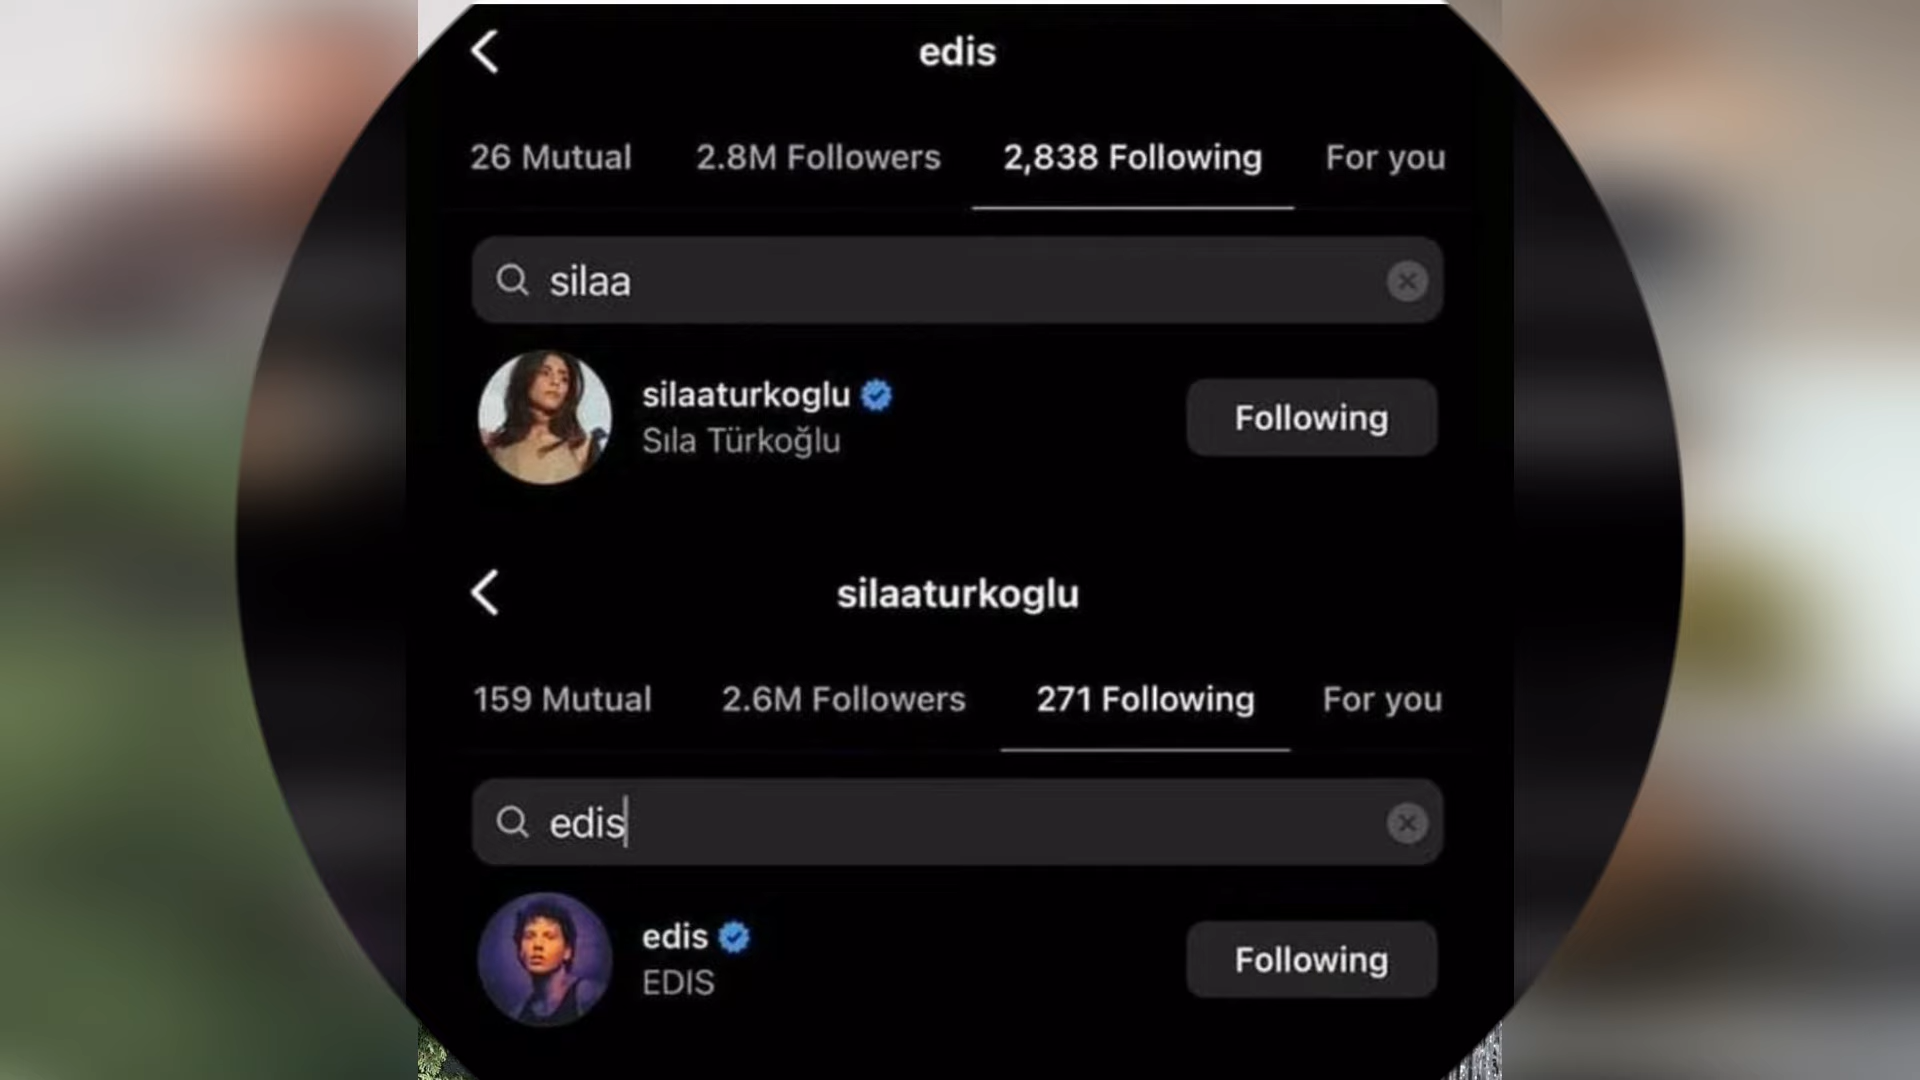 edis
26 Mutual 2.8M Followers 2,838 Following For you
silaa
silaaturkoglu
Sıla Türkoğlu
Following
silaaturkoglu
159 Mutual 2.6M Followers 271 Following For you
edis
edis
EDIS
Following